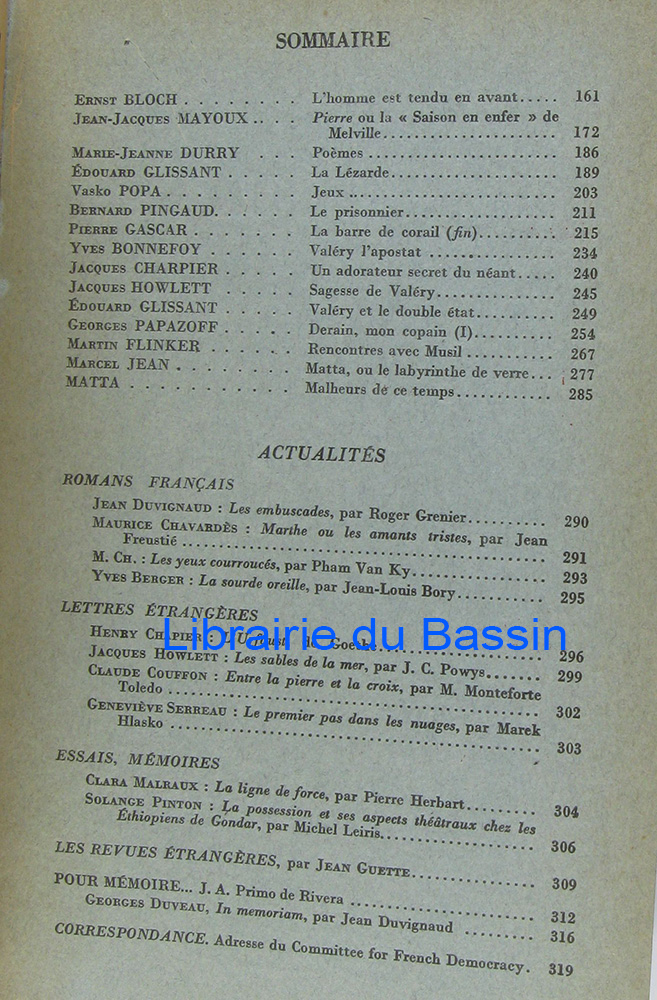 SOMMAIRE
ERNST BLOCH . . . . . . . . L'homme est tendu en avant..... 161
JEAN-JACQUES MAYOUX .. . . Pierre ou la « Saison en enfer » de
Melville........................ 172
MARIE-JEANNE DURRY . . . Poèmes .......................... 186
ÉDOUARD GLISSANT . . . . . La Lézarde....................... 189
VASKO POPA . . . . . . . . . Jeux .............................. 203
BERNARD PINGAUD. . . . . . Le prisonnier..................... 211
PIERRE GASCAR . . . . . . . La barre de corail (fin).......... 215
YVES BONNEFOY . . . . . . Valéry l'apostat ................. 234
JACQUES CHARPIER . . . . . Un adorateur secret du néant..... 240
JACQUES HOWLETT . . . . . Sagesse de Valéry................ 245
ÉDOUARD GLISSANT . . . . . Valéry et le double état.......... 249
GEORGES PAPAZOFF . . . . . Derain, mon copain (I).......... 254
MARTIN FLINKER . . . . . . Rencontres avec Musil ............ 267
MARCEL JEAN . . . . . . . . Matta, ou le labyrinthe de verre... 277
MATTA . . . . . . . . . . . Malheurs de ce temps............ 285
ACTUALITÉS
ROMANS FRANÇAIS
JEAN DUVIGNAUD : Les embuscades, par Roger Grenier.......... 290
MAURICE CHAVARDÈS : Marthe ou les amants tristes, par Jean
Freustié ................................................ 291
M. CH. : Les yeux courroucés, par Pham Van Ky................. 293
YVES BERGER : La sourde oreille, par Jean-Louis Bory........... 295
LETTRES ÉTRANGÈRES
HENRY CHAPIER : L'Urfaust, de Goethe.......................... 296
JACQUES HOWLETT : Les sables de la mer, par J. C. Powys....... 299
CLAUDE COUFFON : Entre la pierre et la croix, par M. Monteforte
Toledo .................................................. 302
GENEVIÈVE SERREAU : Le premier pas dans les nuages, par Marek
Hlasko .................................................. 303
ESSAIS, MÉMOIRES
CLARA MALRAUX : La ligne de force, par Pierre Herbart......... 304
SOLANGE PINTON : La possession et ses aspects théâtraux chez les
Éthiopiens de Gondar, par Michel Leiris...................... 306
LES REVUES ÉTRANGÈRES, par JEAN GUETTE................ 309
POUR MÉMOIRE... J. A. Primo de Rivera ....................... 312
GEORGES DUVEAU, In memoriam, par Jean Duvignaud ......... 316
CORRESPONDANCE. Adresse du Committee for French Democracy. 319
Librairie du Bassin